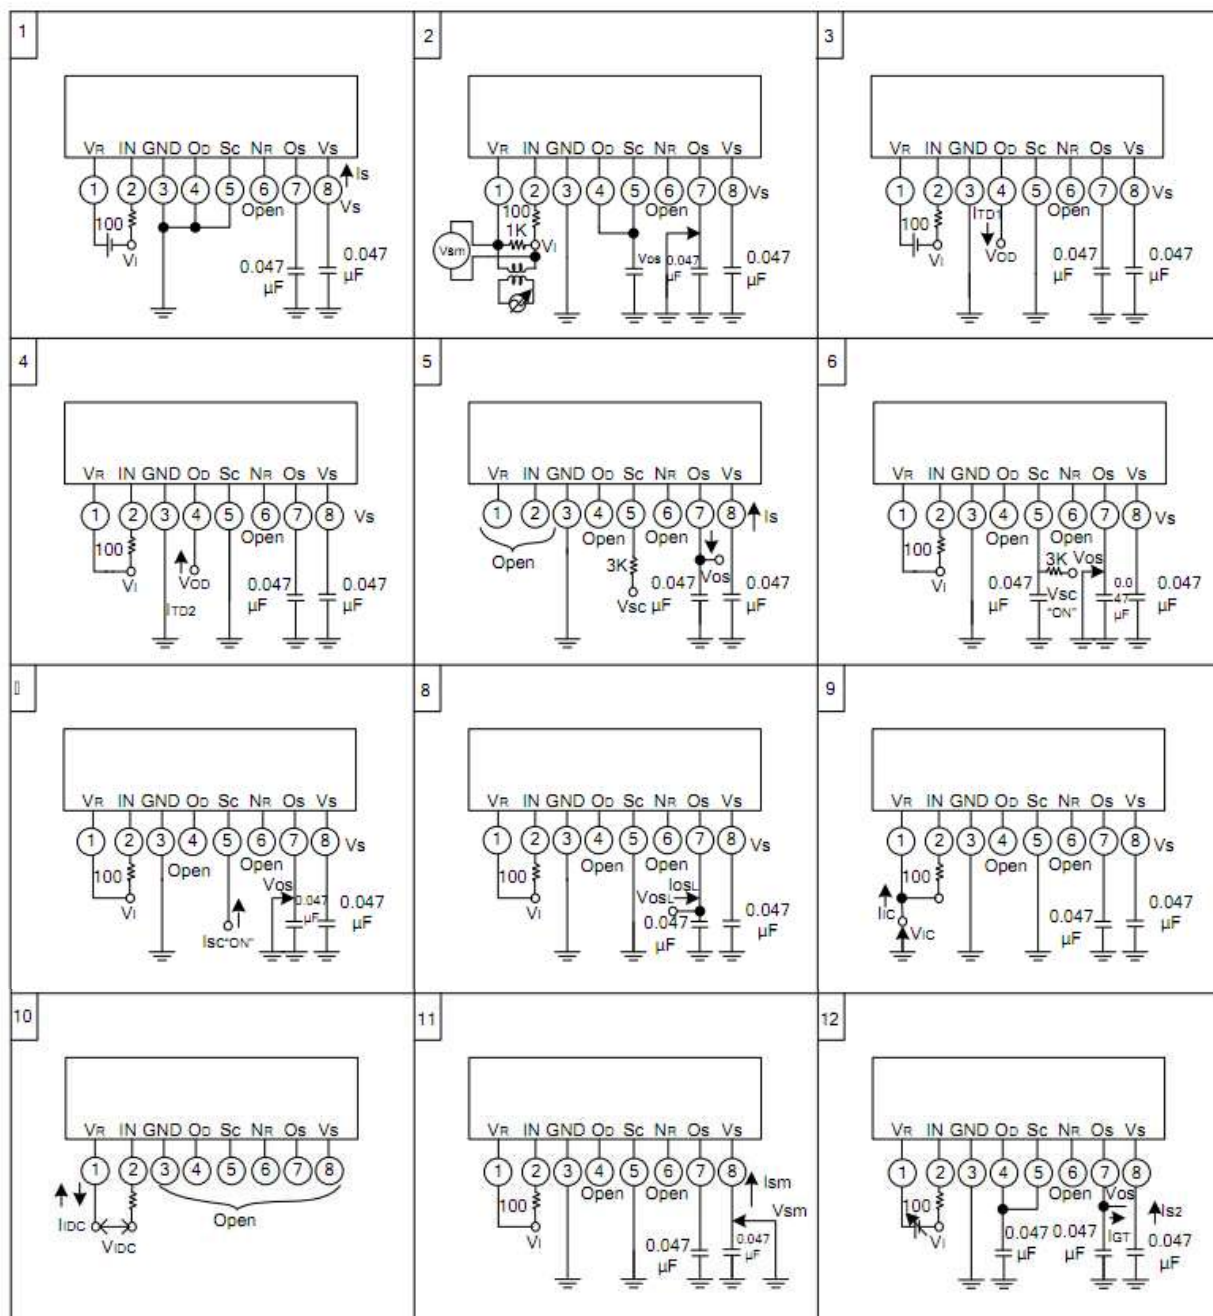 1
VR IN GND OD SC NR OS VS
1 2 3 4 5 6 7 8
IS
VS
Open
100
VI
0.047
µF
0.047
µF
2
VR IN GND OD SC NR OS VS
1 2 3 4 5 6 7 8
VS
Open
100
1K
VI
Vsm
VOS
0.047
µF
0.047
µF
3
VR IN GND OD SC NR OS VS
1 2 3 4 5 6 7 8
VS
Open
100
VI
ITD1
VOD
0.047
µF
0.047
µF
4
VR IN GND OD SC NR OS VS
1 2 3 4 5 6 7 8
VS
Open
100
VI
VOD
ITD2
0.047
µF
0.047
µF
5
VR IN GND OD SC NR OS VS
1 2 3 4 5 6 7 8
IS
Open Open
Open
3K
VSC
VOS
0.047
µF
0.047
µF
6
VR IN GND OD SC NR OS VS
1 2 3 4 5 6 7 8
VS
Open Open
100
VI
3K
VOS
VSC
"ON"
0.047
µF
0.0
47
µF
0.047
µF
VR IN GND OD SC NR OS VS
1 2 3 4 5 6 7 8
VS
Open Open
100
VI
VOS
ISC"ON"
0.047
µF
0.047
µF
8
VR IN GND OD SC NR OS VS
1 2 3 4 5 6 7 8
VS
Open Open
100
VI
IOSL
VOSL
0.047
µF
0.047
µF
9
VR IN GND OD SC NR OS VS
1 2 3 4 5 6 7 8
VS
Open Open
100
IIC
VIC
0.047
µF
0.047
µF
10
VR IN GND OD SC NR OS VS
1 2 3 4 5 6 7 8
IIDC
VIDC
Open
11
VR IN GND OD SC NR OS VS
1 2 3 4 5 6 7 8
Open Open
100
VI
Ism
Vsm
0.047
µF
0.047
µF
12
VR IN GND OD SC NR OS VS
1 2 3 4 5 6 7 8
Open
100
VI
VOS
IGT
IS2
0.047
µF
0.047
µF
0.047
µF